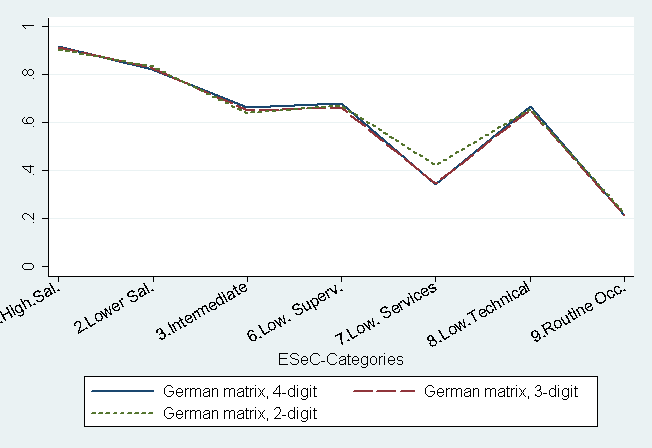 1
.8
.6
.4
.2
0
.High.Sal.
2.Lower Sal.
3.Intermediate
6.Low. Superv.
7.Low. Services
8.Low.Technical
9.Routine Occ.
ESeC-Categories
German matrix, 4-digit
German matrix, 3-digit
German matrix, 2-digit